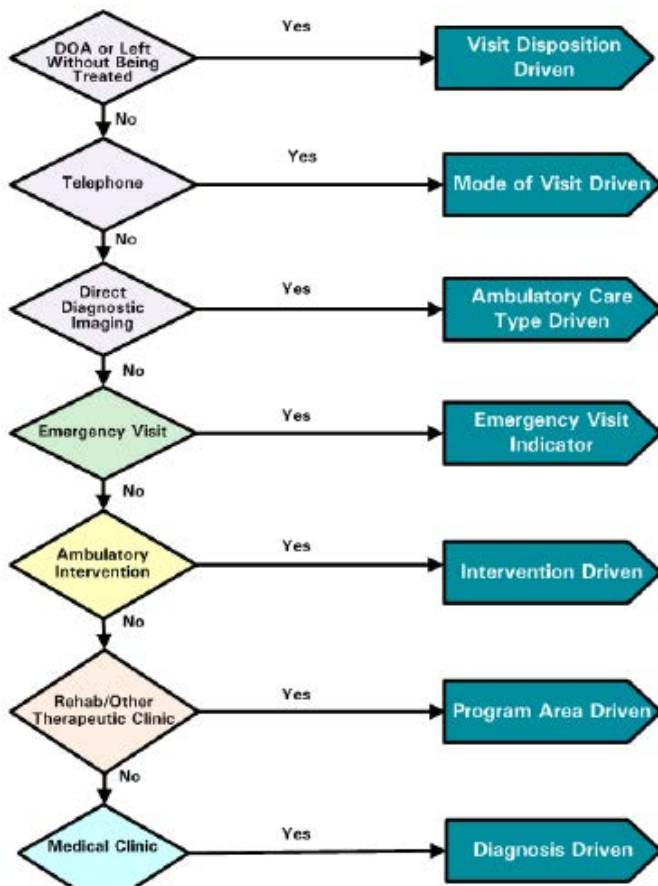 DOA or Left
Without Being
Treated
Yes
Visit Disposition
Driven
No
Telephone
Yes
Mode of Visit Driven
No
Direct
Diagnostic
Imaging
Yes
Ambulatory Care
Type Driven
No
Emergency Visit
Yes
Emergency Visit
Indicator
No
Ambulatory
Intervention
Yes
Intervention Driven
No
Rehab/Other
Therapeutic Clinic
Yes
Program Area Driven
No
Medical Clinic
Yes
Diagnosis Driven